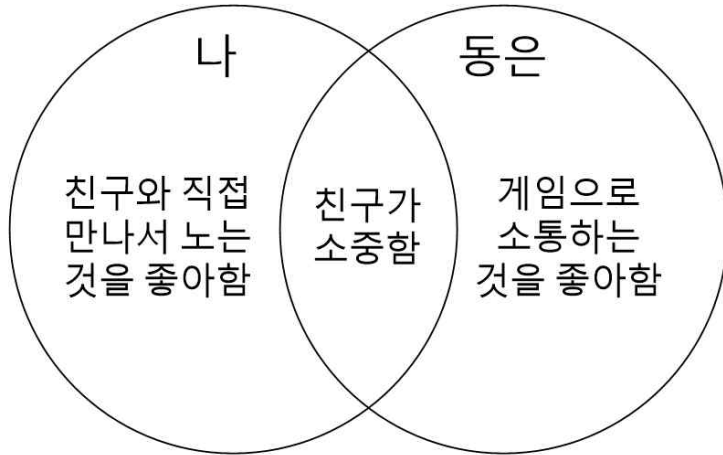 나
동은
친구와 직접
만나서 노는
것을 좋아함
친구가
소중함
게임으로
소통하는
것을 좋아함